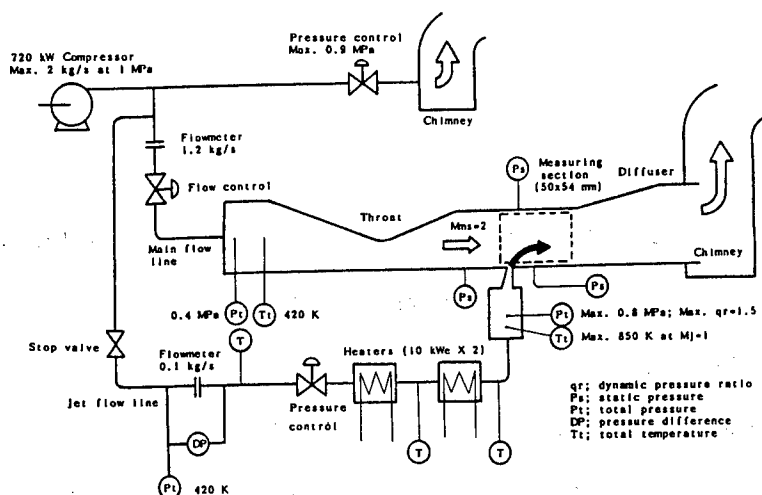 720 kW Compressor
Max. 2 kg/s at 1 MPa
Pressure control
Max. 0.9 MPa
Chimney
Flowmeter
1.2 kg/s
Flow control
Main flow
line
Throat
Mns=2
Ps
Measuring
section
(50x54 mm)
Diffuser
Chimney
Pt
Tt
0.4 MPa
420 K
Ps
Ps
Pt
Max. 0.8 MPa; Max. qr=1.5
Tt
Max. 850 K at Mj=1
Stop valve
Flowmeter
0.1 kg/s
T
Heaters (10 kWe X 2)
Jet flow line
Pressure
control
T
T
DP
Pt
420 K
qr; dynamic pressure ratio
Ps; static pressure
Pt; total pressure
DP; pressure difference
Tt; total temperature